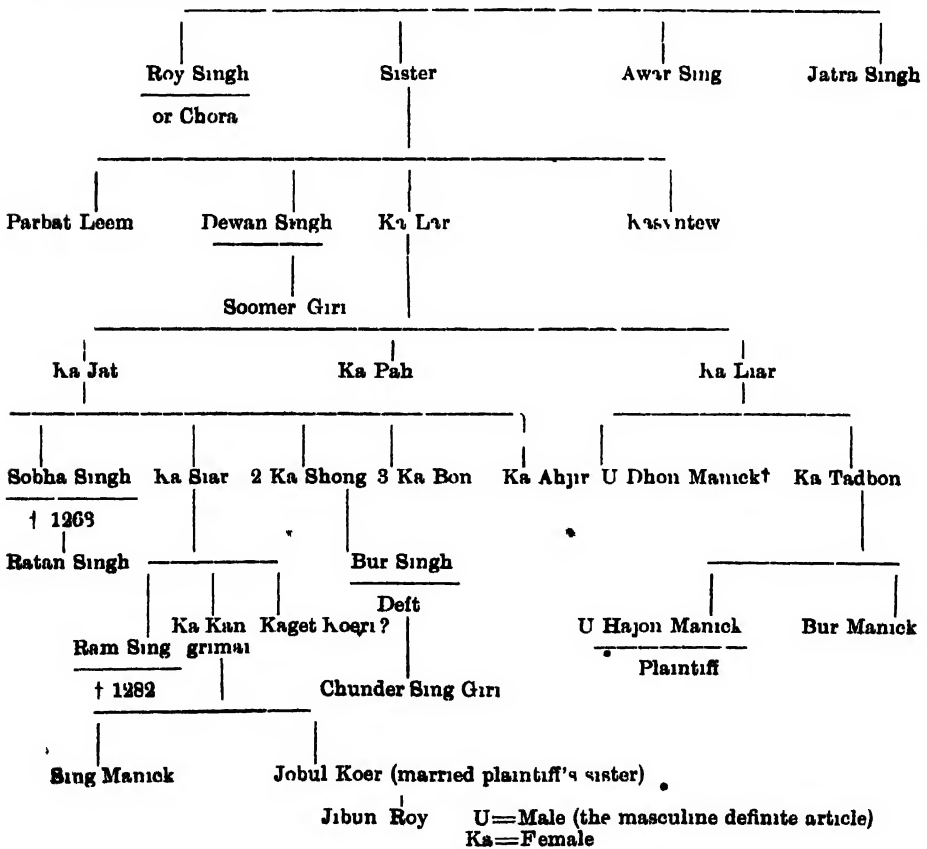 Roy Singh Sister Awar Sing Jatra Singh
or Chora
Parbat Leem Dewan Singh Ka Lar
Soomer Giri
Ka Jat Ka Pah Ka Liar
Sobha Singh Ka Siar 2 Ka Shong 3 Ka Bon Ka Ahjir U Dhon Manick† Ka Tadbon
† 1263
Ratan Singh Bur Singh
Deft
Ka Kan Kaget Koeri? U Hajon Manick Bur Manick
Ram Sing grimai
Plaintiff
† 1282 Chunder Sing Giri
Sing Manick Jobul Koer (married plaintiff's sister)
Jibun Roy U=Male (the masculine definite article)
Ka=Female